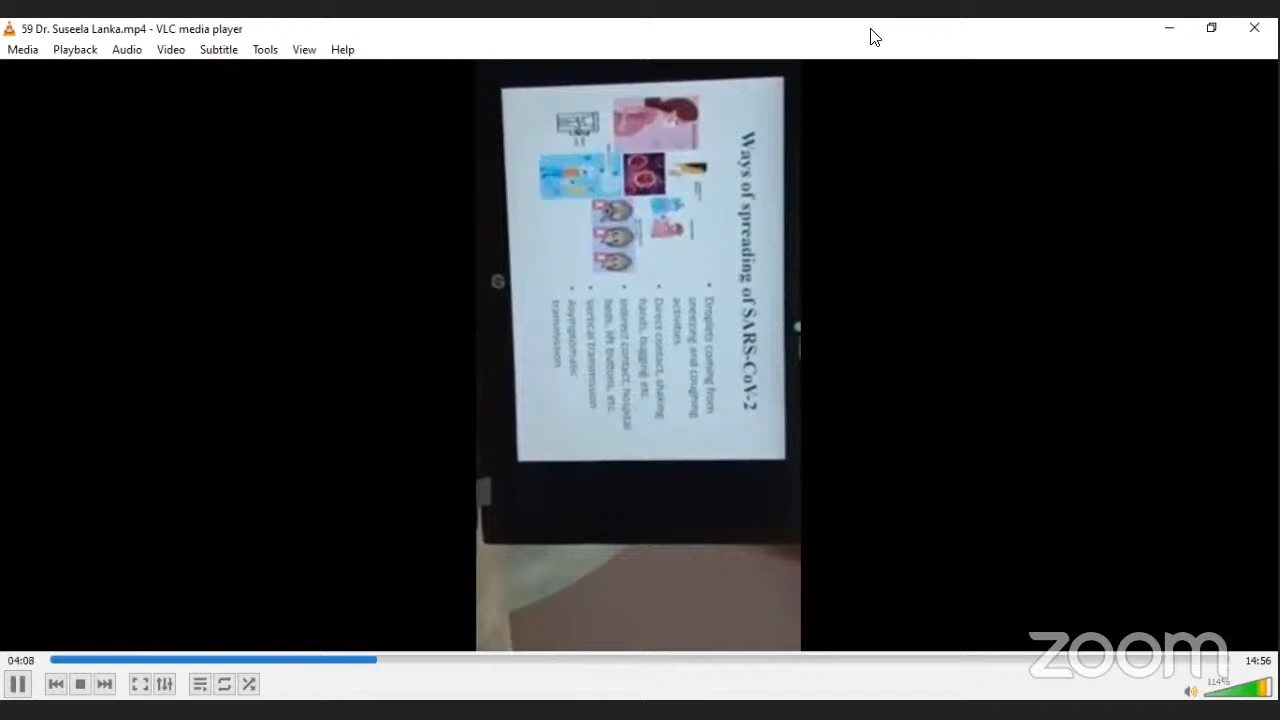 59 Dr. Suseela Lanka.mp4 - VLC media player
Media Playback Audio Video Subtitle Tools View Help
Ways of spreading of SARS-CoV-2
• Droplets coming from
sneezing and coughing
activities
• Direct contact, shaking
hands, hugging etc.
• Indirect contact, hospital
beds, lift buttons, etc.
• Vertical transmission
• Asymptomatic
transmission
zoom
04:08
14:56
114%